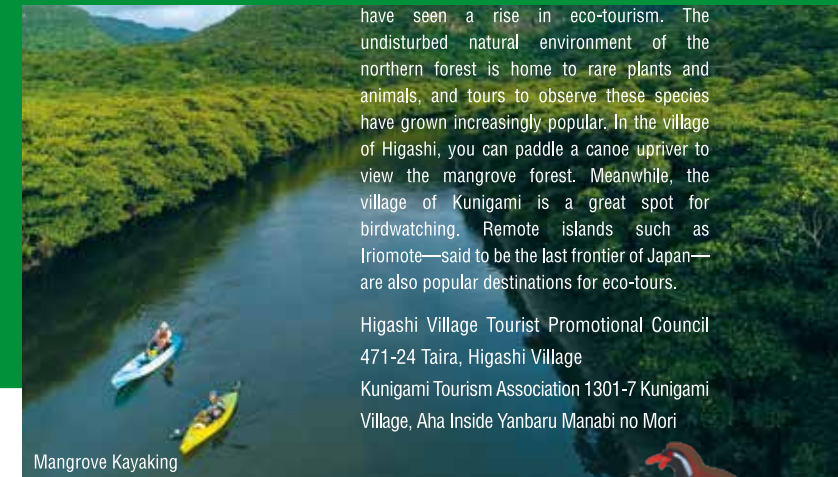 have seen a rise in eco-tourism. The
undisturbed natural environment of the
northern forest is home to rare plants and
animals, and tours to observe these species
have grown increasingly popular. In the village
of Higashi, you can paddle a canoe upriver to
view the mangrove forest. Meanwhile, the
village of Kunigami is a great spot for
birdwatching. Remote islands such as
Iriomote—said to be the last frontier of Japan—
are also popular destinations for eco-tours.
Higashi Village Tourist Promotional Council
471-24 Taira, Higashi Village
Kunigami Tourism Association 1301-7 Kunigami
Village, Aha Inside Yanbaru Manabi no Mori
Mangrove Kayaking